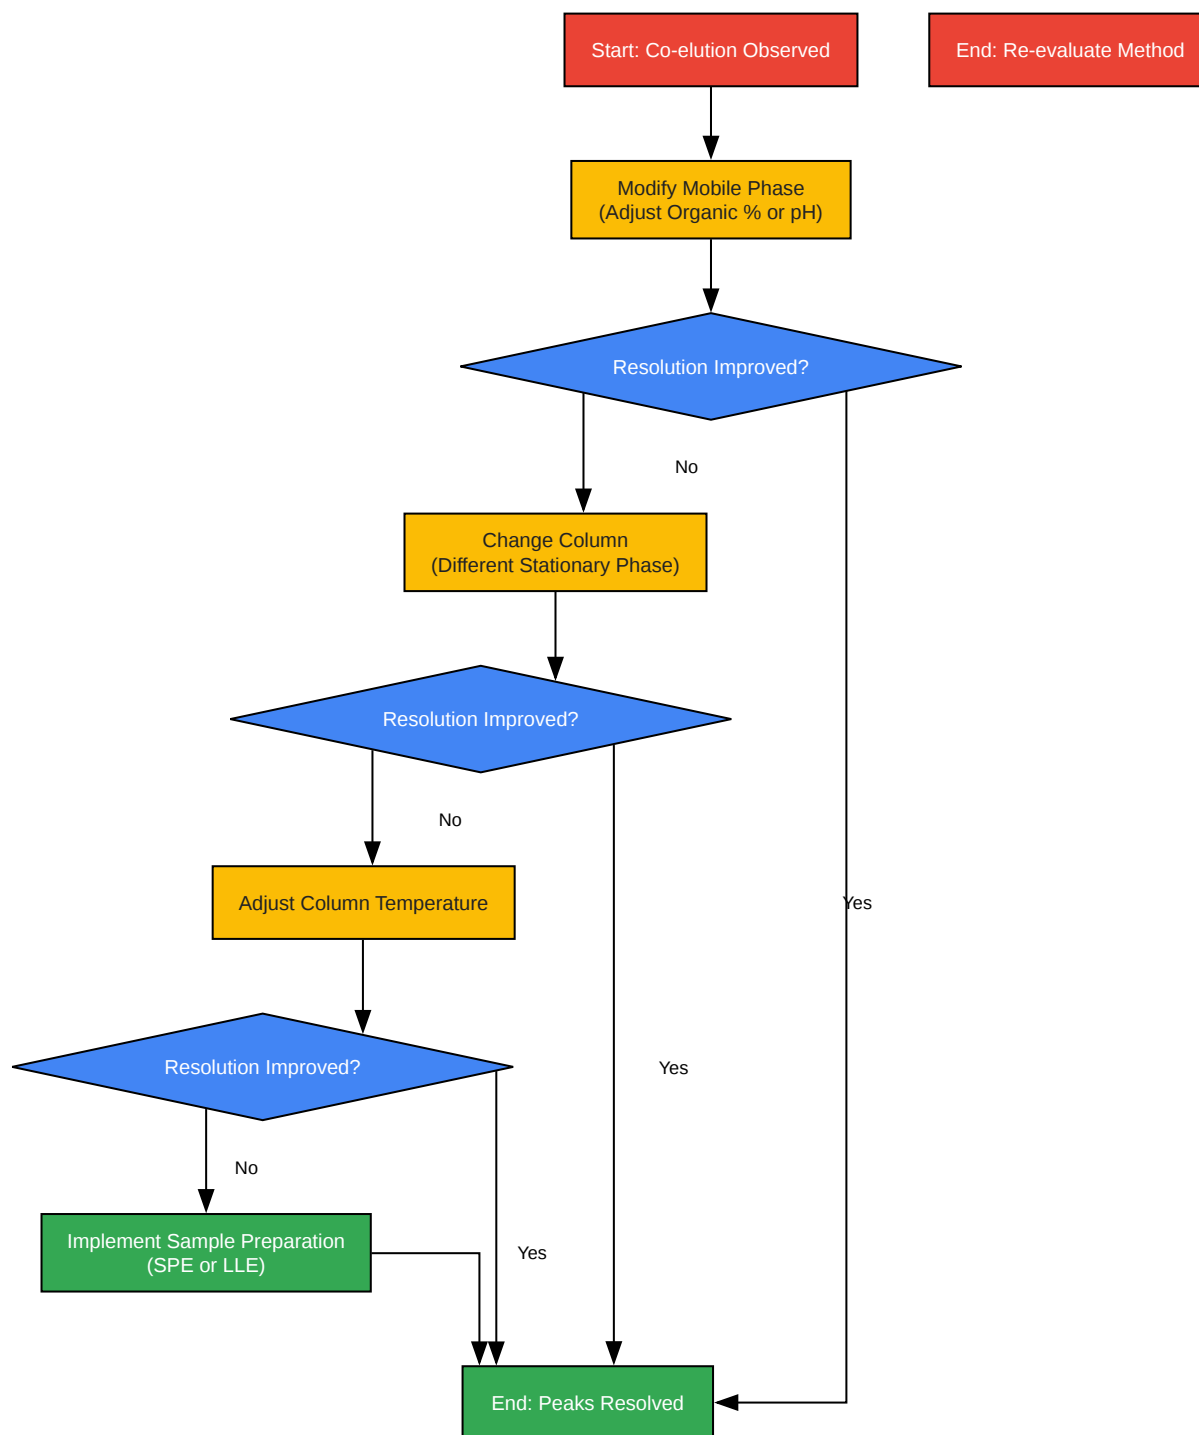 Start: Co-elution Observed
End: Re-evaluate Method
Modify Mobile Phase
(Adjust Organic % or pH)
Resolution Improved?
No
Change Column
(Different Stationary Phase)
Resolution Improved?
No
Adjust Column Temperature
Yes
Resolution Improved?
Yes
No
Implement Sample Preparation
(SPE or LLE)
Yes
End: Peaks Resolved